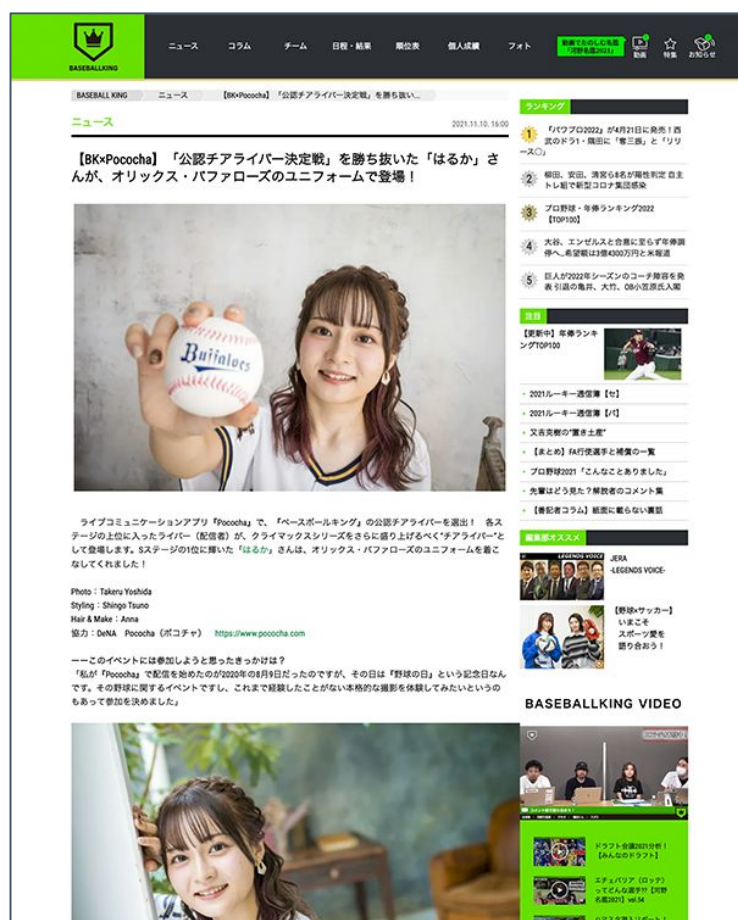 BASEBALLKING
ニュース
コラム
チーム
日程・結果
順位表
個人成績
フォト
動画でたのしむ名鑑
「河野名鑑2021」
動画
特集
お知らせ
BASEBALL KING
ニュース
【BK×Pococha】「公認チアライバー決定戦」を勝ち抜い...
ニュース
2021.11.10. 16:00
【BK×Pococha】「公認チアライバー決定戦」を勝ち抜いた「はるか」さ
んが、オリックス・バファローズのユニフォームで登場！
Buffaloes
ライブコミュニケーションアプリ『Pococha』で、『ベースボールキング』の公認チアライバーを選出！ 各ス
テージの上位に入ったライバー（配信者）が、クライマックスシリーズをさらに盛り上げるべく“チアライバー”と
して登場します。Sステージの1位に輝いた「はるか」さんは、オリックス・バファローズのユニフォームを着こ
なしてくれました！
Photo：Takeru Yoshida
Styling：Shingo Tsuno
Hair & Make：Anna
協力：DeNA Pococha（ポコチャ） https://www.pococha.com
ーーこのイベントには参加しようと思ったきっかけは？
「私が『Pococha』で配信を始めたのが2020年の8月9日だったのですが、その日は『野球の日』という記念日なん
です。その野球に関するイベントですし、これまで経験したことがない本格的な撮影を体験してみたいというの
もあって参加を決めました」
ランキング
1
『パワプロ2022』が4月21日に発売！西
武のドラ1・隅田に「奪三振」と「リリ
ース○」
2
柳田、安田、清宮ら8名が陽性判定 自主
トレ組で新型コロナ集団感染
3
プロ野球・年俸ランキング2022
【TOP100】
4
大谷、エンゼルスと合意に至らず年俸調
停へ…希望額は3億4300万円と米報道
5
巨人が2022年シーズンのコーチ陣容を発
表 引退の亀井、大竹、OB小笠原氏入閣
注目
【更新中】年俸ランキ
ングTOP100
2021ルーキー通信簿【セ】
2021ルーキー通信簿【パ】
又吉克樹の“置き土産”
【まとめ】FA行使選手と補償の一覧
プロ野球2021「こんなことありました」
先輩はどう見た？解説者のコメント集
【番記者コラム】紙面に載らない裏話
編集部オススメ
LEGENDS VOICE
JERA
-LEGENDS VOICE-
【野球×サッカー】
いまこそ
スポーツ愛を
語り合おう！
BASEBALLKING VIDEO
ドラフト会議2021分析！
【みんなのドラフト】
エチェバリア（ロッテ）
ってどんな選手?!【河野
名鑑2021】vol.54